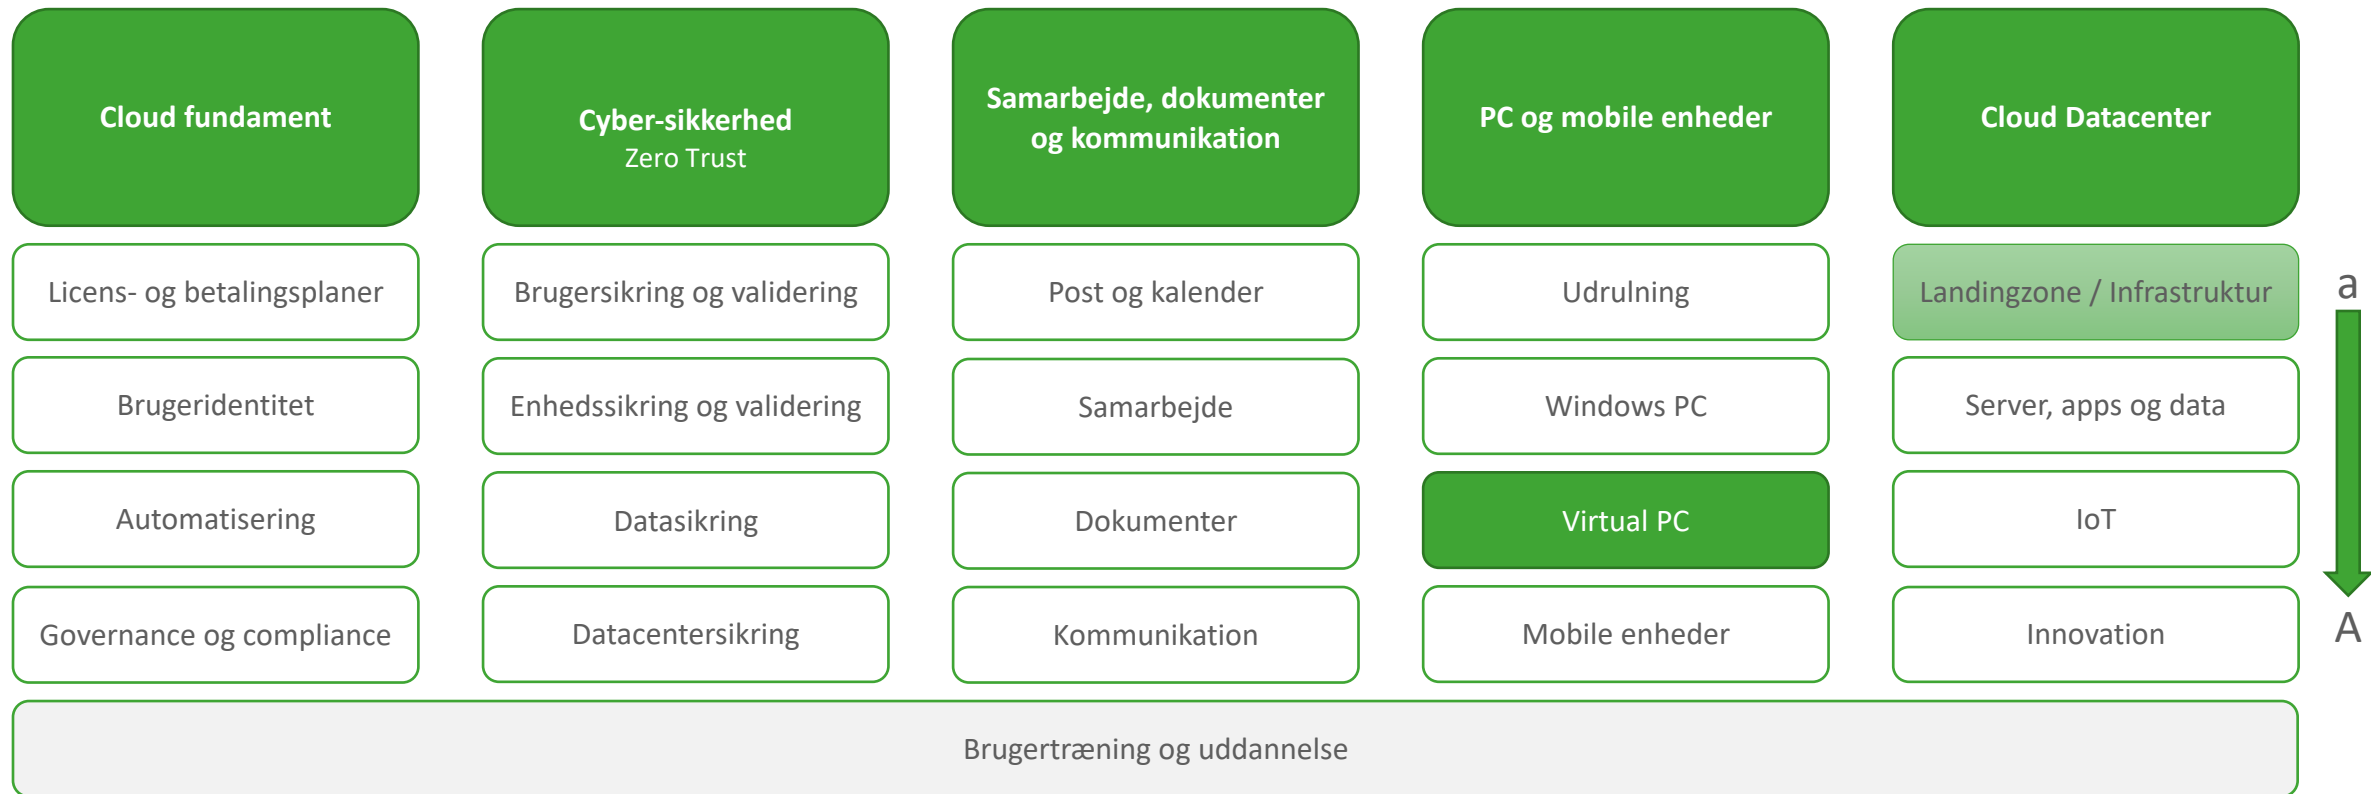 Cloud fundament
Cyber-sikkerhed
Zero Trust
Samarbejde, dokumenter
og kommunikation
PC og mobile enheder
Cloud Datacenter
Licens- og betalingsplaner
Brugersikring og validering
Post og kalender
Udrulning
Landingzone / Infrastruktur
a
Brugeridentitet
Enhedssikring og validering
Samarbejde
Windows PC
Server, apps og data
Automatisering
Datasikring
Dokumenter
Virtual PC
IoT
Governance og compliance
Datacentersikring
Kommunikation
Mobile enheder
Innovation
A
Brugertræning og uddannelse